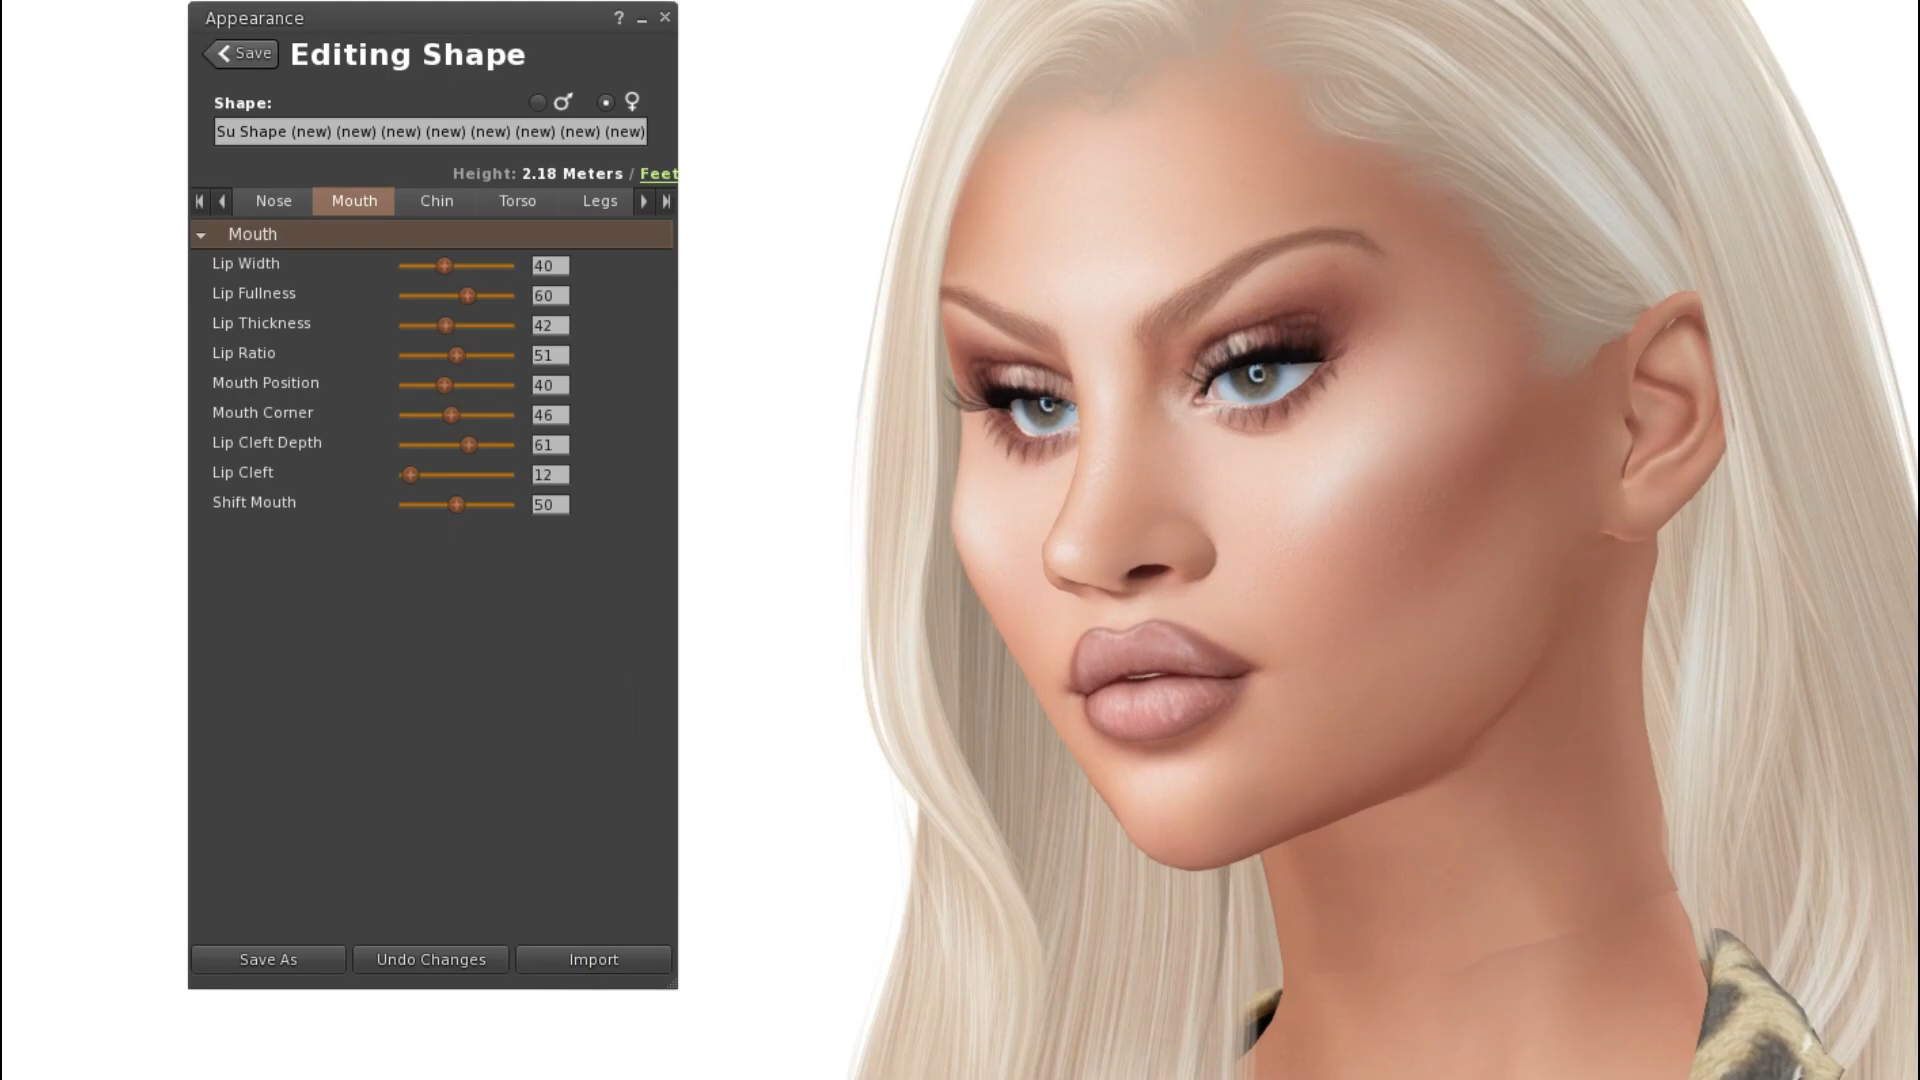 Appearance ?
Save Editing Shape
Shape: ♂ ♀
Su Shape (new) (new) (new) (new) (new) (new) (new) (new)
Height: 2.18 Meters / Feet
Nose Mouth Chin Torso Legs
Mouth
Lip Width 40
Lip Fullness 60
Lip Thickness 42
Lip Ratio 51
Mouth Position 40
Mouth Corner 46
Lip Cleft Depth 61
Lip Cleft 12
Shift Mouth 50
Save As Undo Changes Import